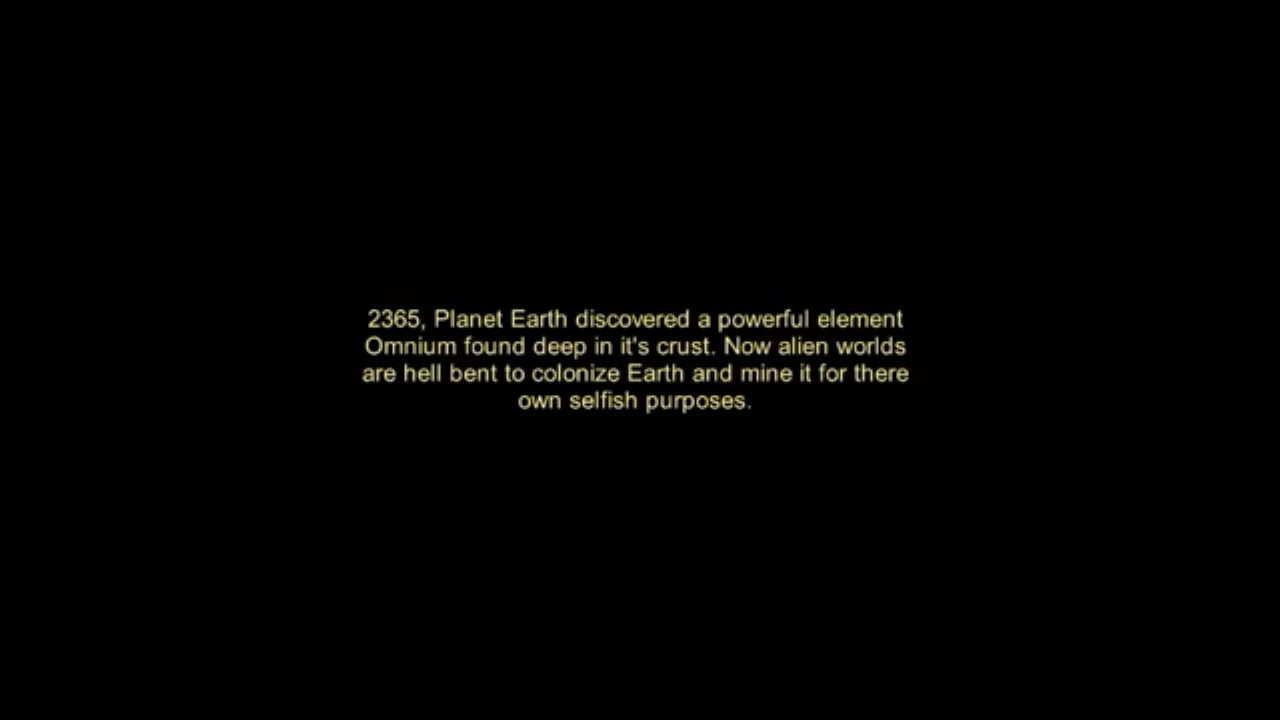 2365, Planet Earth discovered a powerful element
Omnium found deep in it's crust. Now alien worlds
are hell bent to colonize Earth and mine it for there
own selfish purposes.